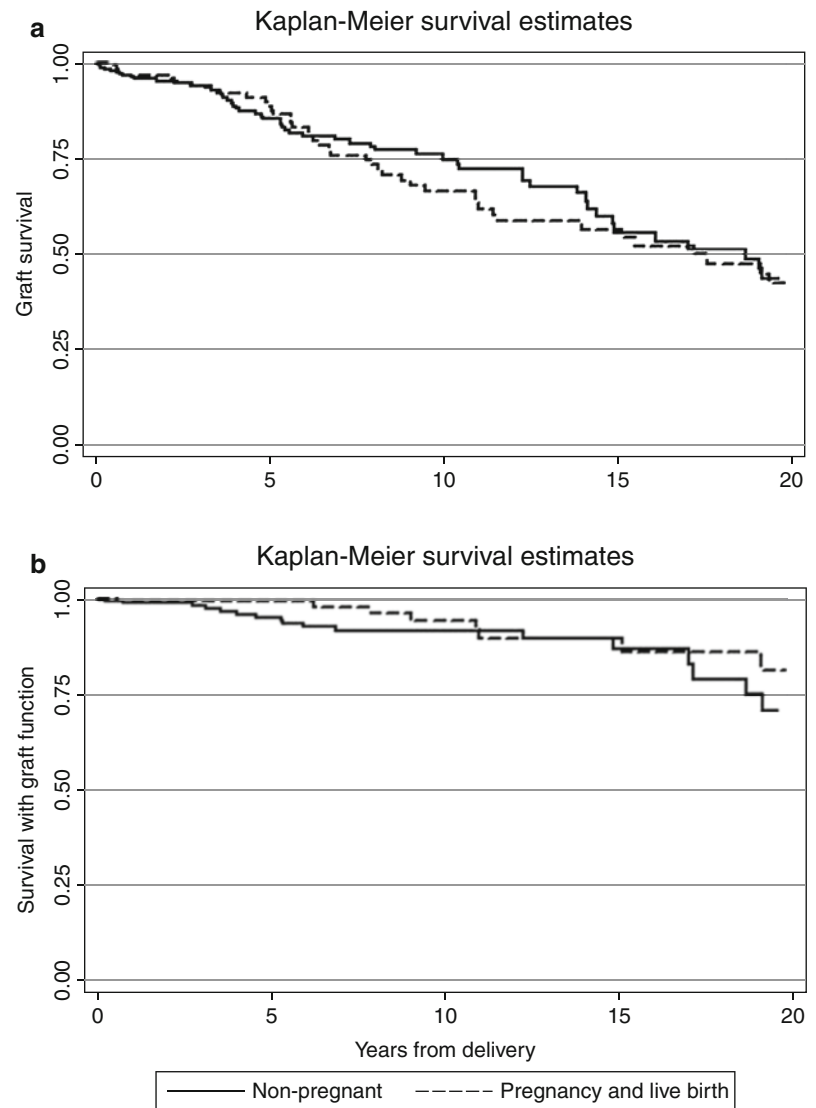 a
Kaplan-Meier survival estimates
Graft survival
1.00
0.75
0.50
0.25
0.00
0 5 10 15 20
b
Kaplan-Meier survival estimates
Survival with graft function
1.00
0.75
0.50
0.25
0.00
0 5 10 15 20
Years from delivery
Non-pregnant Pregnancy and live birth